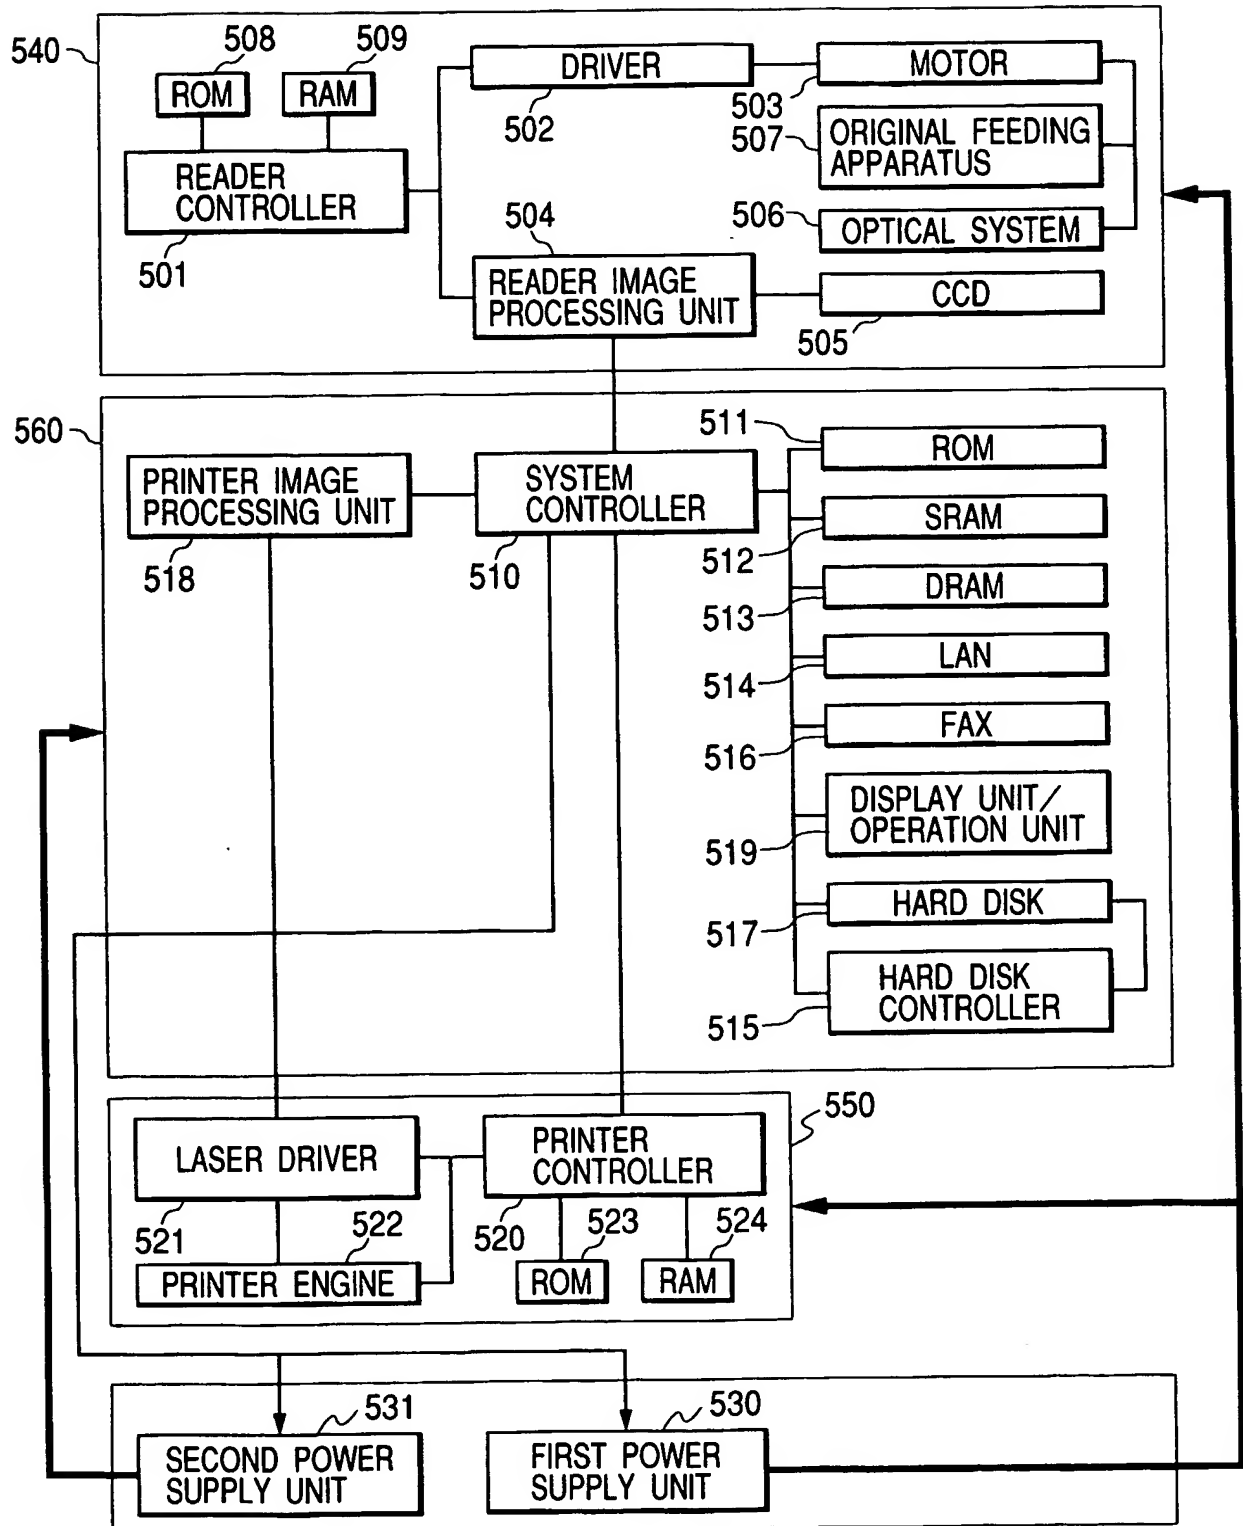 540
508
509
ROM
RAM
DRIVER
502
MOTOR
503
READER
CONTROLLER
501
507
ORIGINAL FEEDING
APPARATUS
504
506
OPTICAL SYSTEM
READER IMAGE
PROCESSING UNIT
CCD
505
560
PRINTER IMAGE
PROCESSING UNIT
518
SYSTEM
CONTROLLER
510
511
ROM
SRAM
512
DRAM
513
LAN
514
FAX
516
DISPLAY UNIT/
OPERATION UNIT
519
HARD DISK
517
HARD DISK
CONTROLLER
515
550
LASER DRIVER
521
PRINTER
CONTROLLER
520
522
523
524
PRINTER ENGINE
ROM
RAM
531
530
SECOND POWER
SUPPLY UNIT
FIRST POWER
SUPPLY UNIT